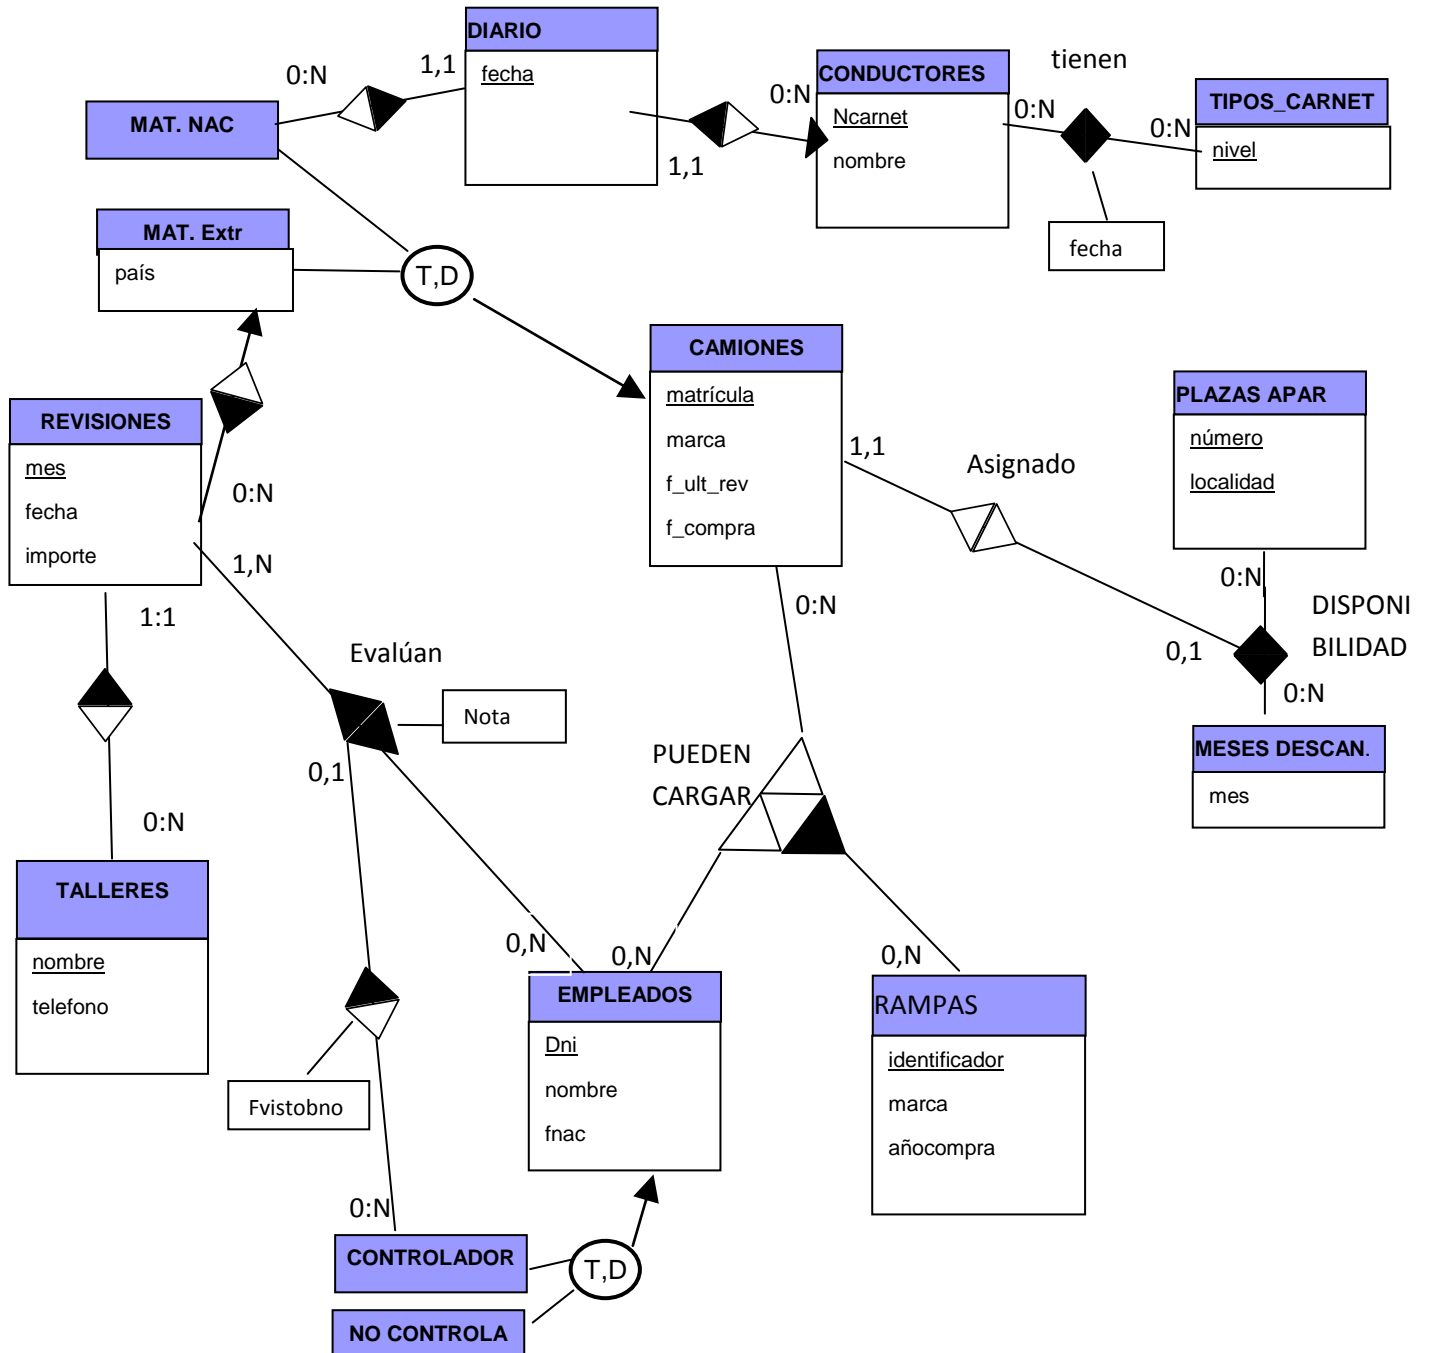 DIARIO
fecha
0:N
1,1
MAT. NAC
CONDUCTORES
Ncarnet
nombre
0:N
1,1
tienen
0:N
0:N
TIPOS_CARNET
nivel
fecha
MAT. Extr
país
T,D
CAMIONES
matrícula
marca
f_ult_rev
f_compra
1,1
Asignado
PLAZAS APAR
número
localidad
0:N
DISPONI
BILIDAD
0,1
0:N
MESES DESCAN.
mes
REVISIONES
mes
fecha
importe
0:N
1,N
1:1
Evalúan
Nota
0,1
0:N
PUEDEN
CARGAR
0:N
TALLERES
nombre
telefono
0,N
0,N
0,N
EMPLEADOS
Dni
nombre
fnac
RAMPAS
identificador
marca
añocompra
Fvistobno
0:N
CONTROLADOR
T,D
NO CONTROLA